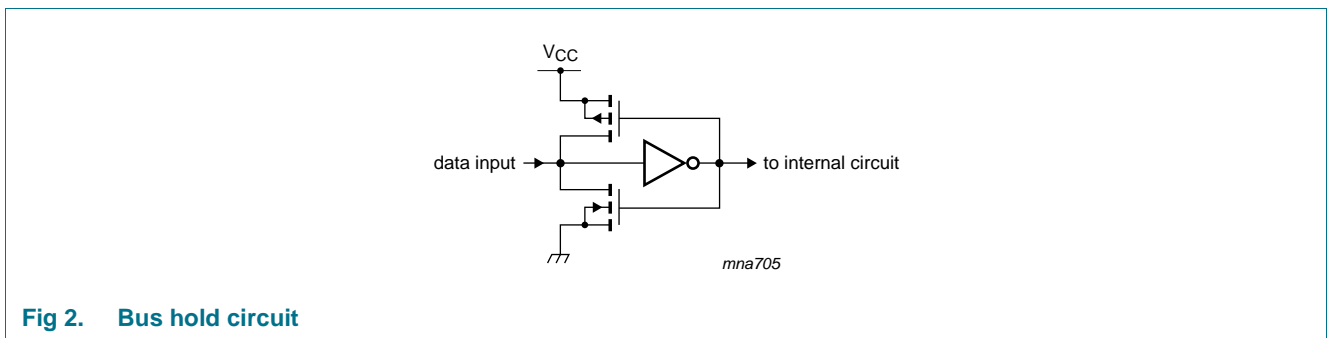 VCC
data input
to internal circuit
mna705
Fig 2. Bus hold circuit